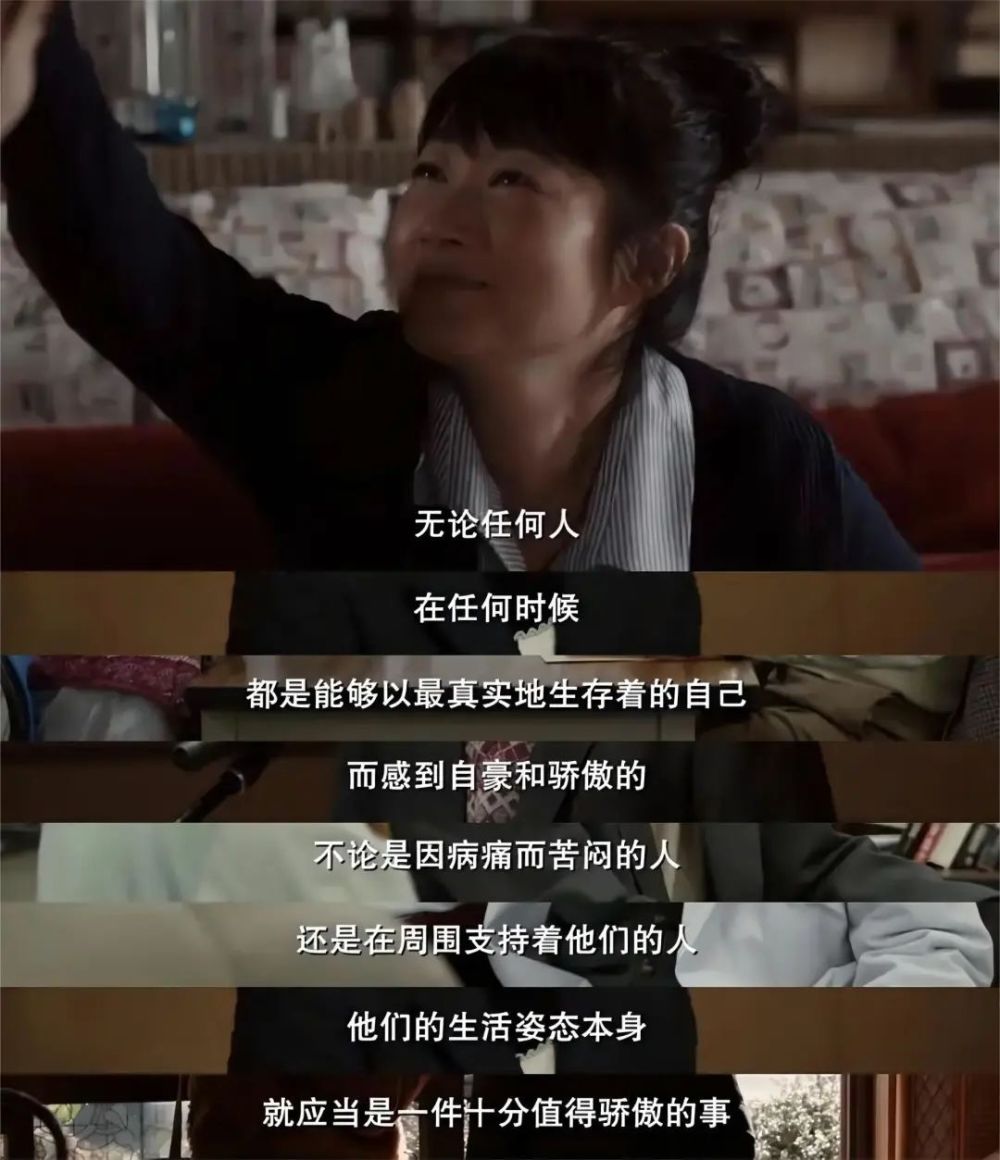 无论任何人
在任何时候
都是能够以最真实地生存着的自己
而感到自豪和骄傲的
不论是因病痛而苦闷的人
还是在周围支持着他们的人
他们的生活姿态本身
就应当是一件十分值得骄傲的事